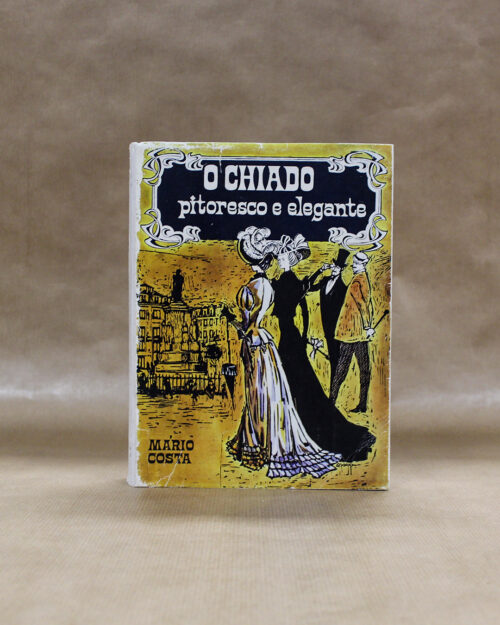 O CHIADO
pitoresco e elegante
MÁRIO
COSTA